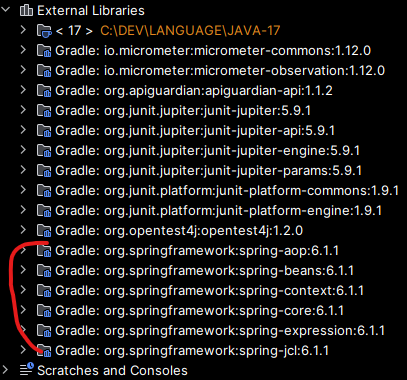 External Libraries
< 17 > C:\DEV\LANGUAGE\JAVA-17
Gradle: io.micrometer:micrometer-commons:1.12.0
Gradle: io.micrometer:micrometer-observation:1.12.0
Gradle: org.apiguardian:apiguardian-api:1.1.2
Gradle: org.junit.jupiter:junit-jupiter:5.9.1
Gradle: org.junit.jupiter:junit-jupiter-api:5.9.1
Gradle: org.junit.jupiter:junit-jupiter-engine:5.9.1
Gradle: org.junit.jupiter:junit-jupiter-params:5.9.1
Gradle: org.junit.platform:junit-platform-commons:1.9.1
Gradle: org.junit.platform:junit-platform-engine:1.9.1
Gradle: org.opentest4j:opentest4j:1.2.0
Gradle: org.springframework:spring-aop:6.1.1
Gradle: org.springframework:spring-beans:6.1.1
Gradle: org.springframework:spring-context:6.1.1
Gradle: org.springframework:spring-core:6.1.1
Gradle: org.springframework:spring-expression:6.1.1
Gradle: org.springframework:spring-jcl:6.1.1
Scratches and Consoles